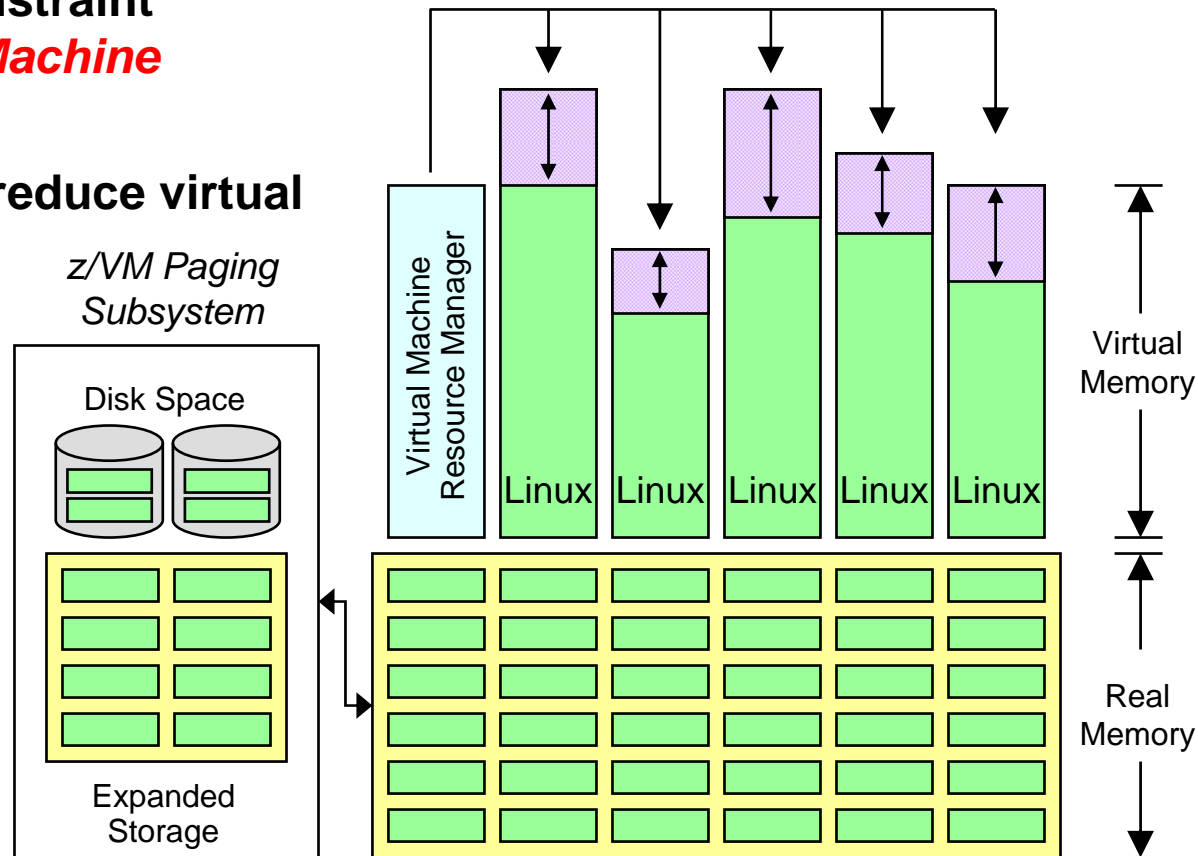 straint
Machine
reduce virtual
z/VM Paging
Subsystem
Disk Space
Expanded
Storage
Virtual Machine
Resource Manager
Linux
Linux
Linux
Linux
Linux
Virtual
Memory
Real
Memory